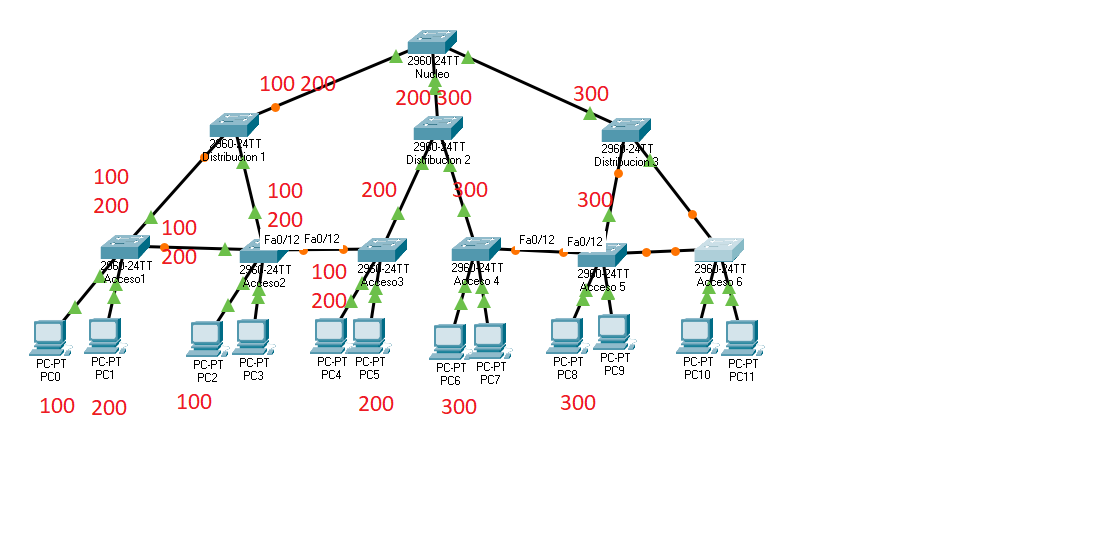 2960-24TT
Nucleo
100 200
200 300
300
2960-24TT
Distribucion 1
2960-24TT
Distribucion 2
2960-24TT
Distribucion 3
100
200
100
200
200
300
300
100
200
Fa0/12
Fa0/12
Fa0/12
Fa0/12
2960-24TT
Acceso1
2960-24TT
Acceso2
2960-24TT
Acceso3
2960-24TT
Acceso 4
2960-24TT
Acceso 5
2960-24TT
Acceso 6
100
200
PC-PT
PC0
PC-PT
PC1
PC-PT
PC2
PC-PT
PC3
PC-PT
PC4
PC-PT
PC5
PC-PT
PC6
PC-PT
PC7
PC-PT
PC8
PC-PT
PC9
PC-PT
PC10
PC-PT
PC11
100
200
100
200
300
300